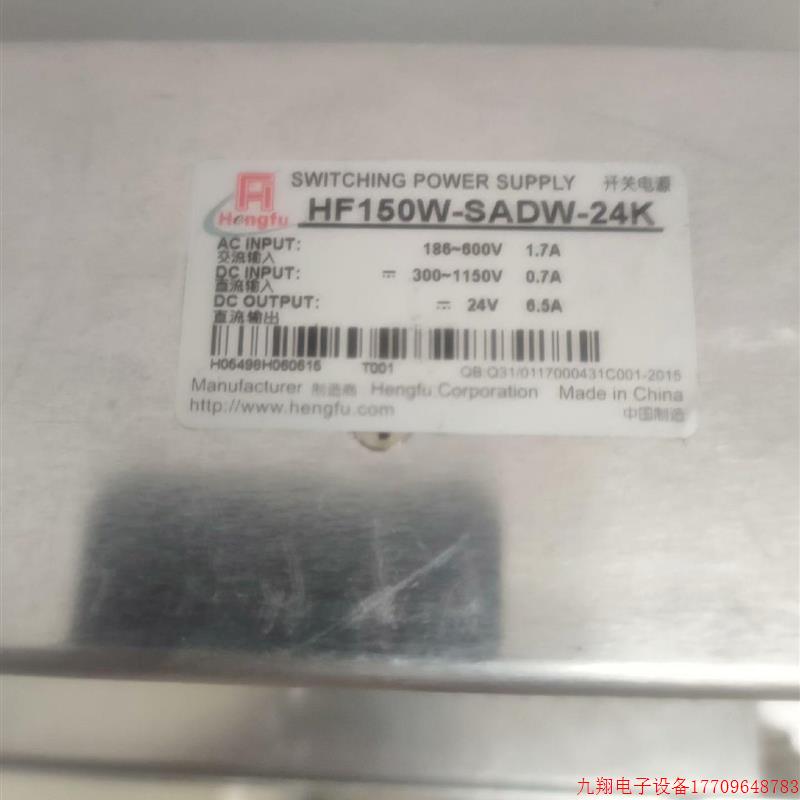 SWITCHING POWER SUPPLY 开关电源
Hengfu HF150W-SADW-24K
AC INPUT: 186~600V 1.7A
交流输入
DC INPUT: ⎓ 300~1150V 0.7A
直流输入
DC OUTPUT: ⎓ 24V 6.5A
直流输出
H06498H060615 T001 QB:Q31/0117000431C001-2015
Manufacturer 制造商 Hengfu Corporation Made in China
http://www.hengfu.com 中国制造
九翔电子设备17709648783